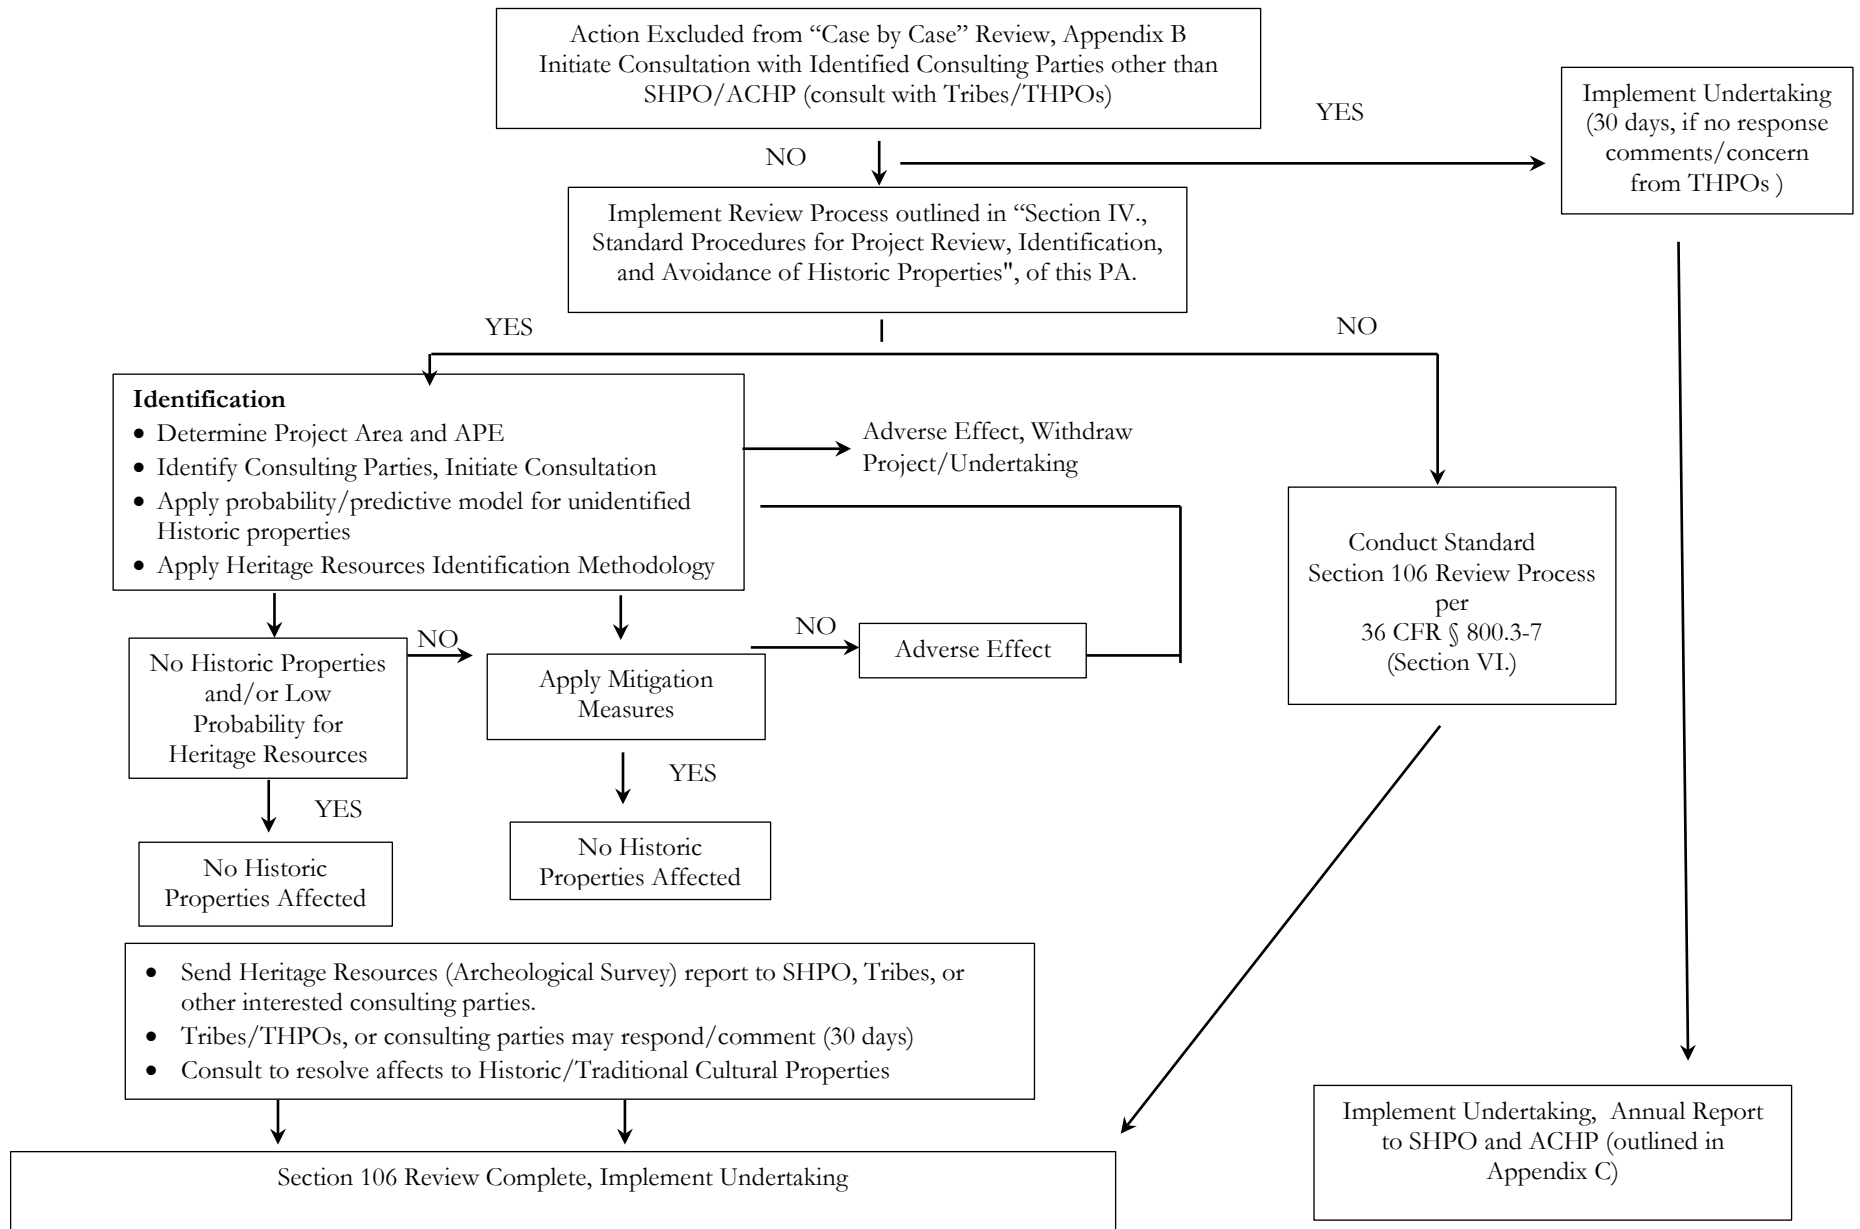 Action Excluded from “Case by Case” Review, Appendix B
Initiate Consultation with Identified Consulting Parties other than
SHPO/ACHP (consult with Tribes/THPOs)
YES
Implement Undertaking
(30 days, if no response
comments/concern
from THPOs )
NO
Implement Review Process outlined in “Section IV.,
Standard Procedures for Project Review, Identification,
and Avoidance of Historic Properties", of this PA.
YES
NO
Identification
• Determine Project Area and APE
• Identify Consulting Parties, Initiate Consultation
• Apply probability/predictive model for unidentified
Historic properties
• Apply Heritage Resources Identification Methodology
Adverse Effect, Withdraw
Project/Undertaking
Conduct Standard
Section 106 Review Process
per
36 CFR § 800.3-7
(Section VI.)
No Historic Properties
and/or Low
Probability for
Heritage Resources
NO
Apply Mitigation
Measures
NO
Adverse Effect
YES
YES
No Historic
Properties Affected
No Historic
Properties Affected
• Send Heritage Resources (Archeological Survey) report to SHPO, Tribes, or
other interested consulting parties.
• Tribes/THPOs, or consulting parties may respond/comment (30 days)
• Consult to resolve affects to Historic/Traditional Cultural Properties
Implement Undertaking, Annual Report
to SHPO and ACHP (outlined in
Appendix C)
Section 106 Review Complete, Implement Undertaking